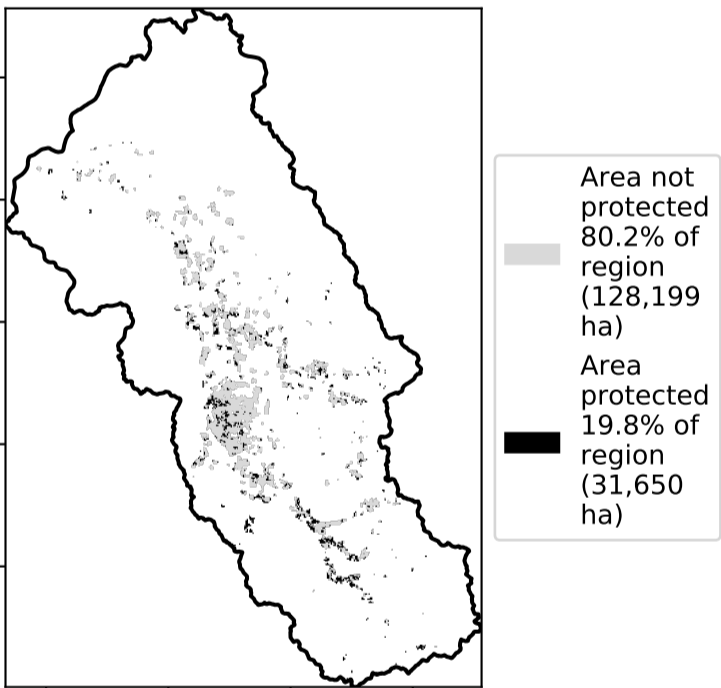 Area not
protected
80.2% of
region
(128,199
ha)
Area
protected
19.8% of
region
(31,650
ha)